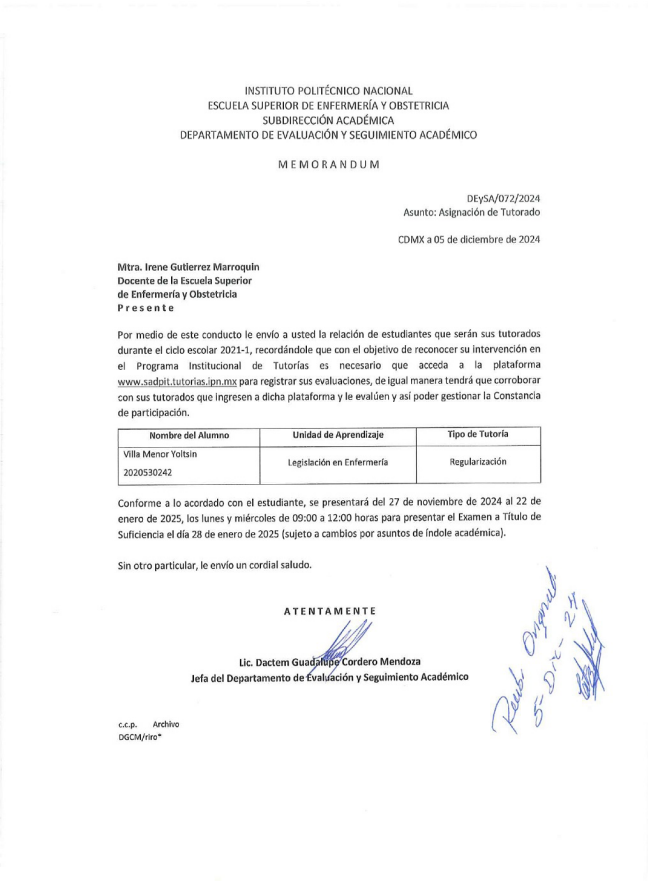 INSTITUTO POLITÉCNICO NACIONAL
ESCUELA SUPERIOR DE ENFERMERÍA Y OBSTETRICIA
SUBDIRECCIÓN ACADÉMICA
DEPARTAMENTO DE EVALUACIÓN Y SEGUIMIENTO ACADÉMICO
M E M O R A N D U M
DEySA/072/2024
Asunto: Asignación de Tutorado
CDMX a 05 de diciembre de 2024
Mtra. Irene Gutierrez Marroquin
Docente de la Escuela Superior
de Enfermería y Obstetricia
P r e s e n t e
Por medio de este conducto le envío a usted la relación de estudiantes que serán sus tutorados
durante el ciclo escolar 2021-1, recordándole que con el objetivo de reconocer su intervención en
el Programa Institucional de Tutorías es necesario que acceda a la plataforma
www.sadpit.tutorias.ipn.mx para registrar sus evaluaciones, de igual manera tendrá que corroborar
con sus tutorados que ingresen a dicha plataforma y le evalúen y así poder gestionar la Constancia
de participación.
Nombre del Alumno Unidad de Aprendizaje Tipo de Tutoría
Villa Menor Yoltsin
2020530242
Legislación en Enfermería Regularización
Conforme a lo acordado con el estudiante, se presentará del 27 de noviembre de 2024 al 22 de
enero de 2025, los lunes y miércoles de 09:00 a 12:00 horas para presentar el Examen a Título de
Suficiencia el día 28 de enero de 2025 (sujeto a cambios por asuntos de índole académica).
Sin otro particular, le envío un cordial saludo.
A T E N T A M E N T E
Lic. Dactem Guadalupe Cordero Mendoza
Jefa del Departamento de Evaluación y Seguimiento Académico
Recibi Original
5-Dic-24
c.c.p. Archivo
DGCM/riro*